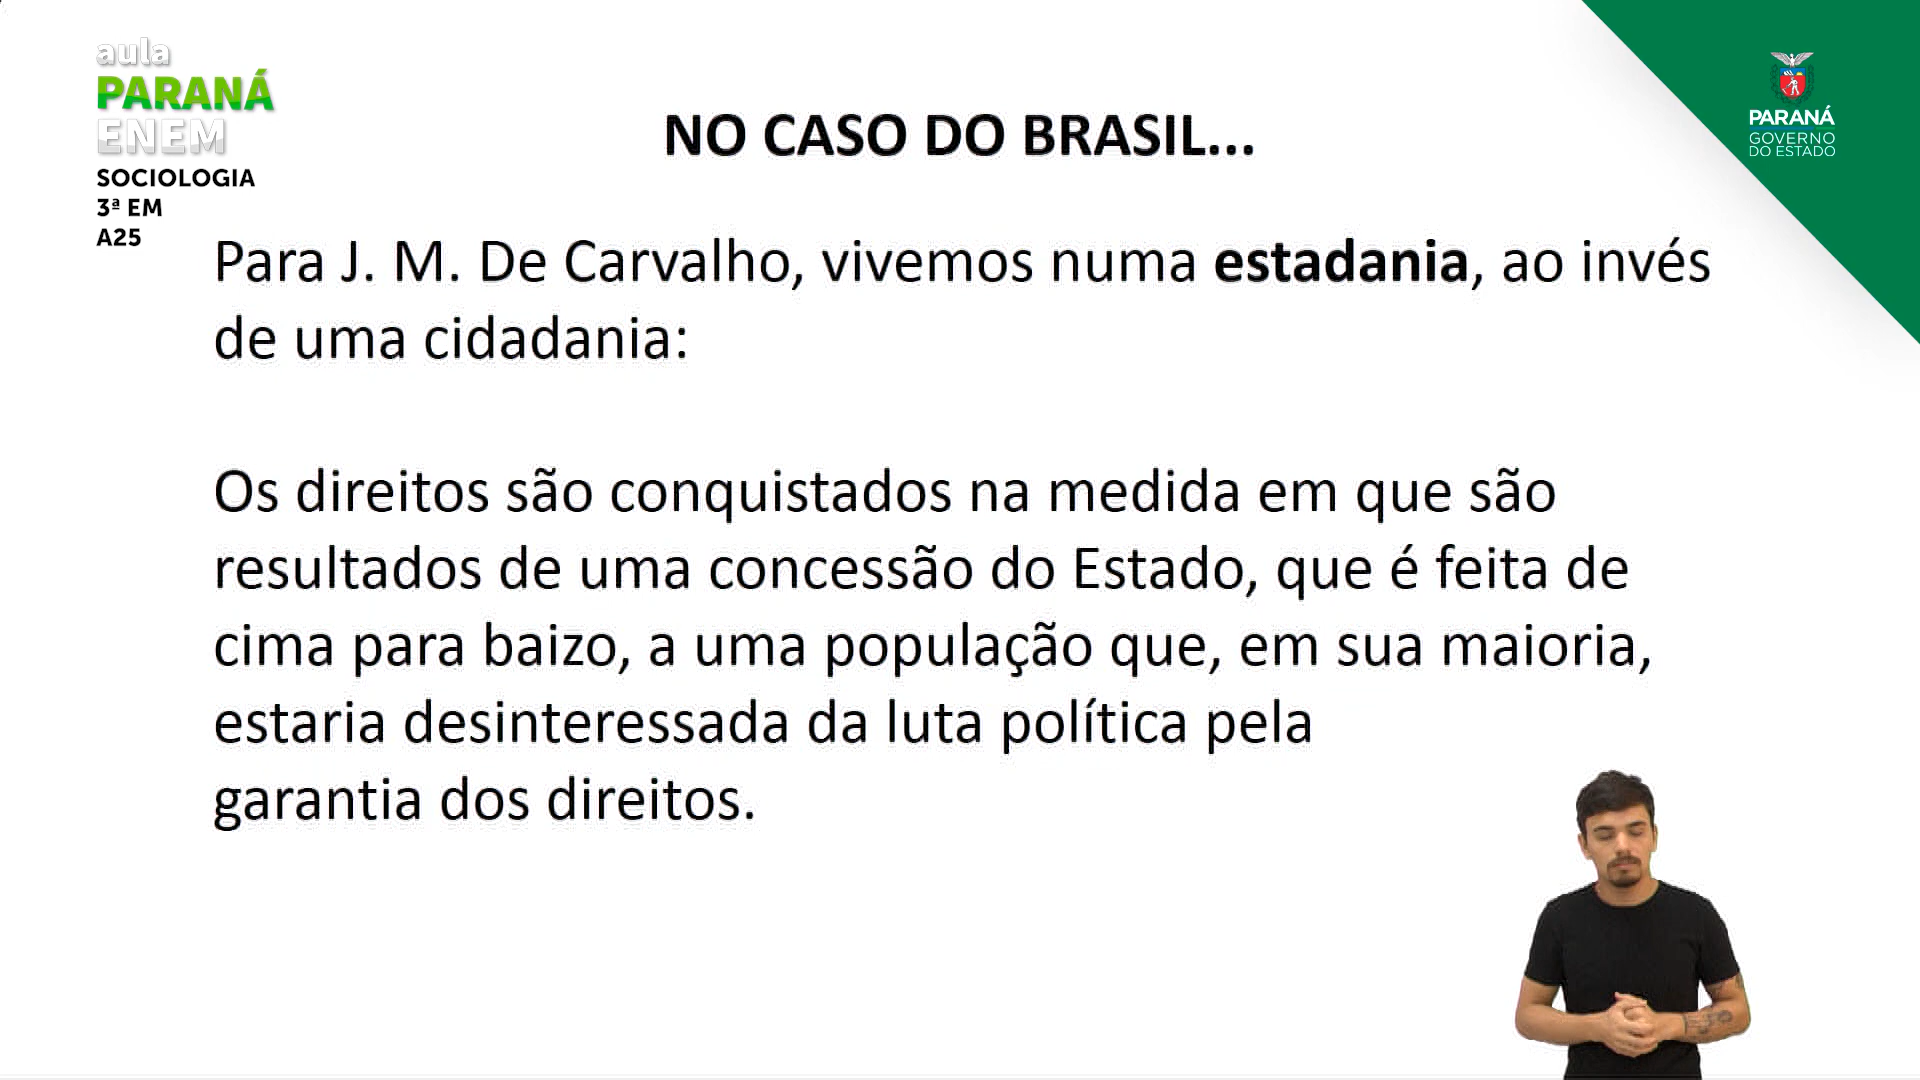 aula
PARANÁ
ENEM
SOCIOLOGIA
3ª EM
A25
NO CASO DO BRASIL...
PARANÁ
GOVERNO
DO ESTADO
Para J. M. De Carvalho, vivemos numa estadania, ao invés
de uma cidadania:
Os direitos são conquistados na medida em que são
resultados de uma concessão do Estado, que é feita de
cima para baizo, a uma população que, em sua maioria,
estaria desinteressada da luta política pela
garantia dos direitos.